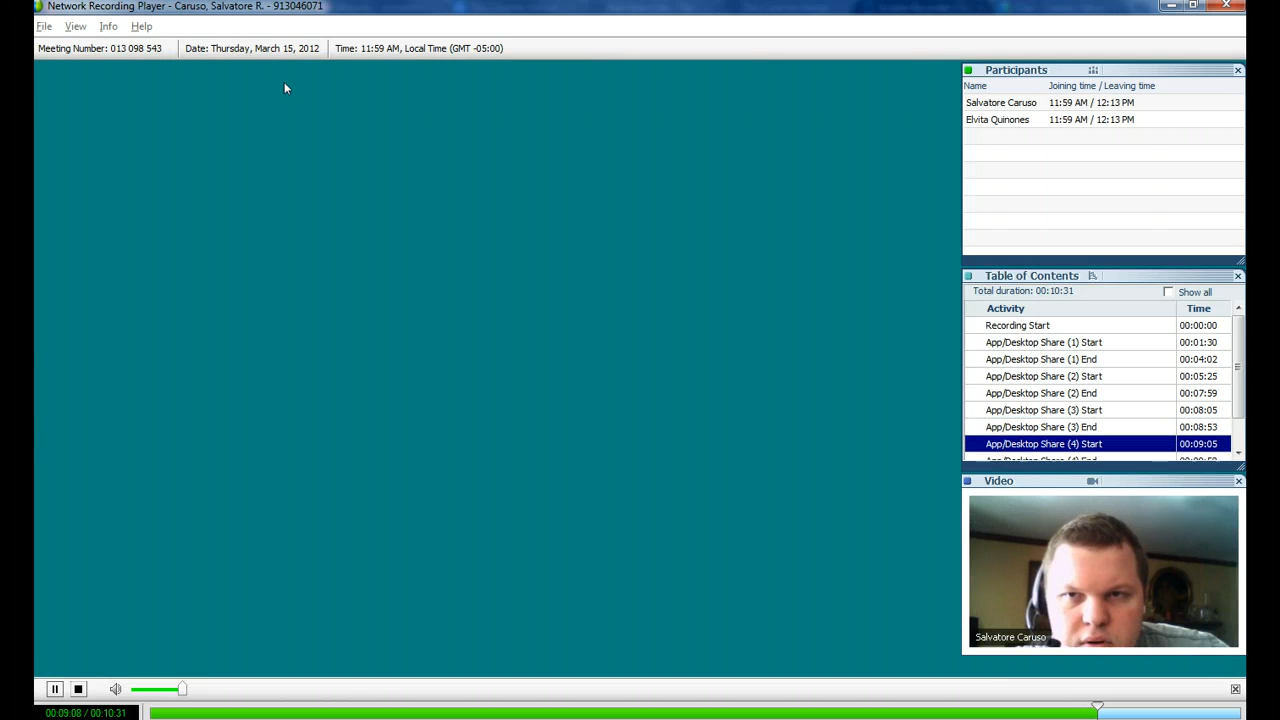 Network Recording Player - Caruso, Salvatore R. - 913046071
File View Info Help
Meeting Number: 013 098 543 Date: Thursday, March 15, 2012 Time: 11:59 AM, Local Time (GMT -05:00)
Participants
Name Joining time / Leaving time
Salvatore Caruso 11:59 AM / 12:13 PM
Elvita Quinones 11:59 AM / 12:13 PM
Table of Contents
Total duration: 00:10:31 Show all
Activity Time
Recording Start 00:00:00
App/Desktop Share (1) Start 00:01:30
App/Desktop Share (1) End 00:04:02
App/Desktop Share (2) Start 00:05:25
App/Desktop Share (2) End 00:07:59
App/Desktop Share (3) Start 00:08:05
App/Desktop Share (3) End 00:08:53
App/Desktop Share (4) Start 00:09:05
App/Desktop Share (4) End
Video
Salvatore Caruso
00:09:08 / 00:10:31